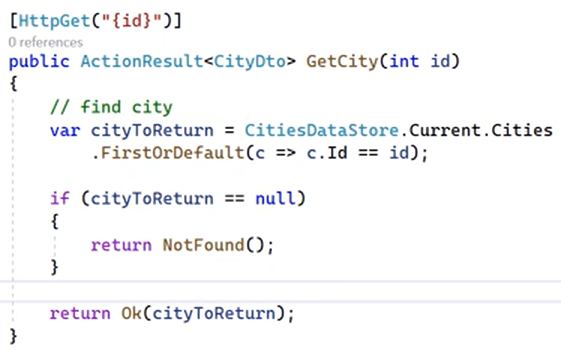 [HttpGet("{id}")]
0 references
public ActionResult<CityDto> GetCity(int id)
{
    // find city
    var cityToReturn = CitiesDataStore.Current.Cities
        .FirstOrDefault(c => c.Id == id);
    if (cityToReturn == null)
    {
        return NotFound();
    }
    return Ok(cityToReturn);
}